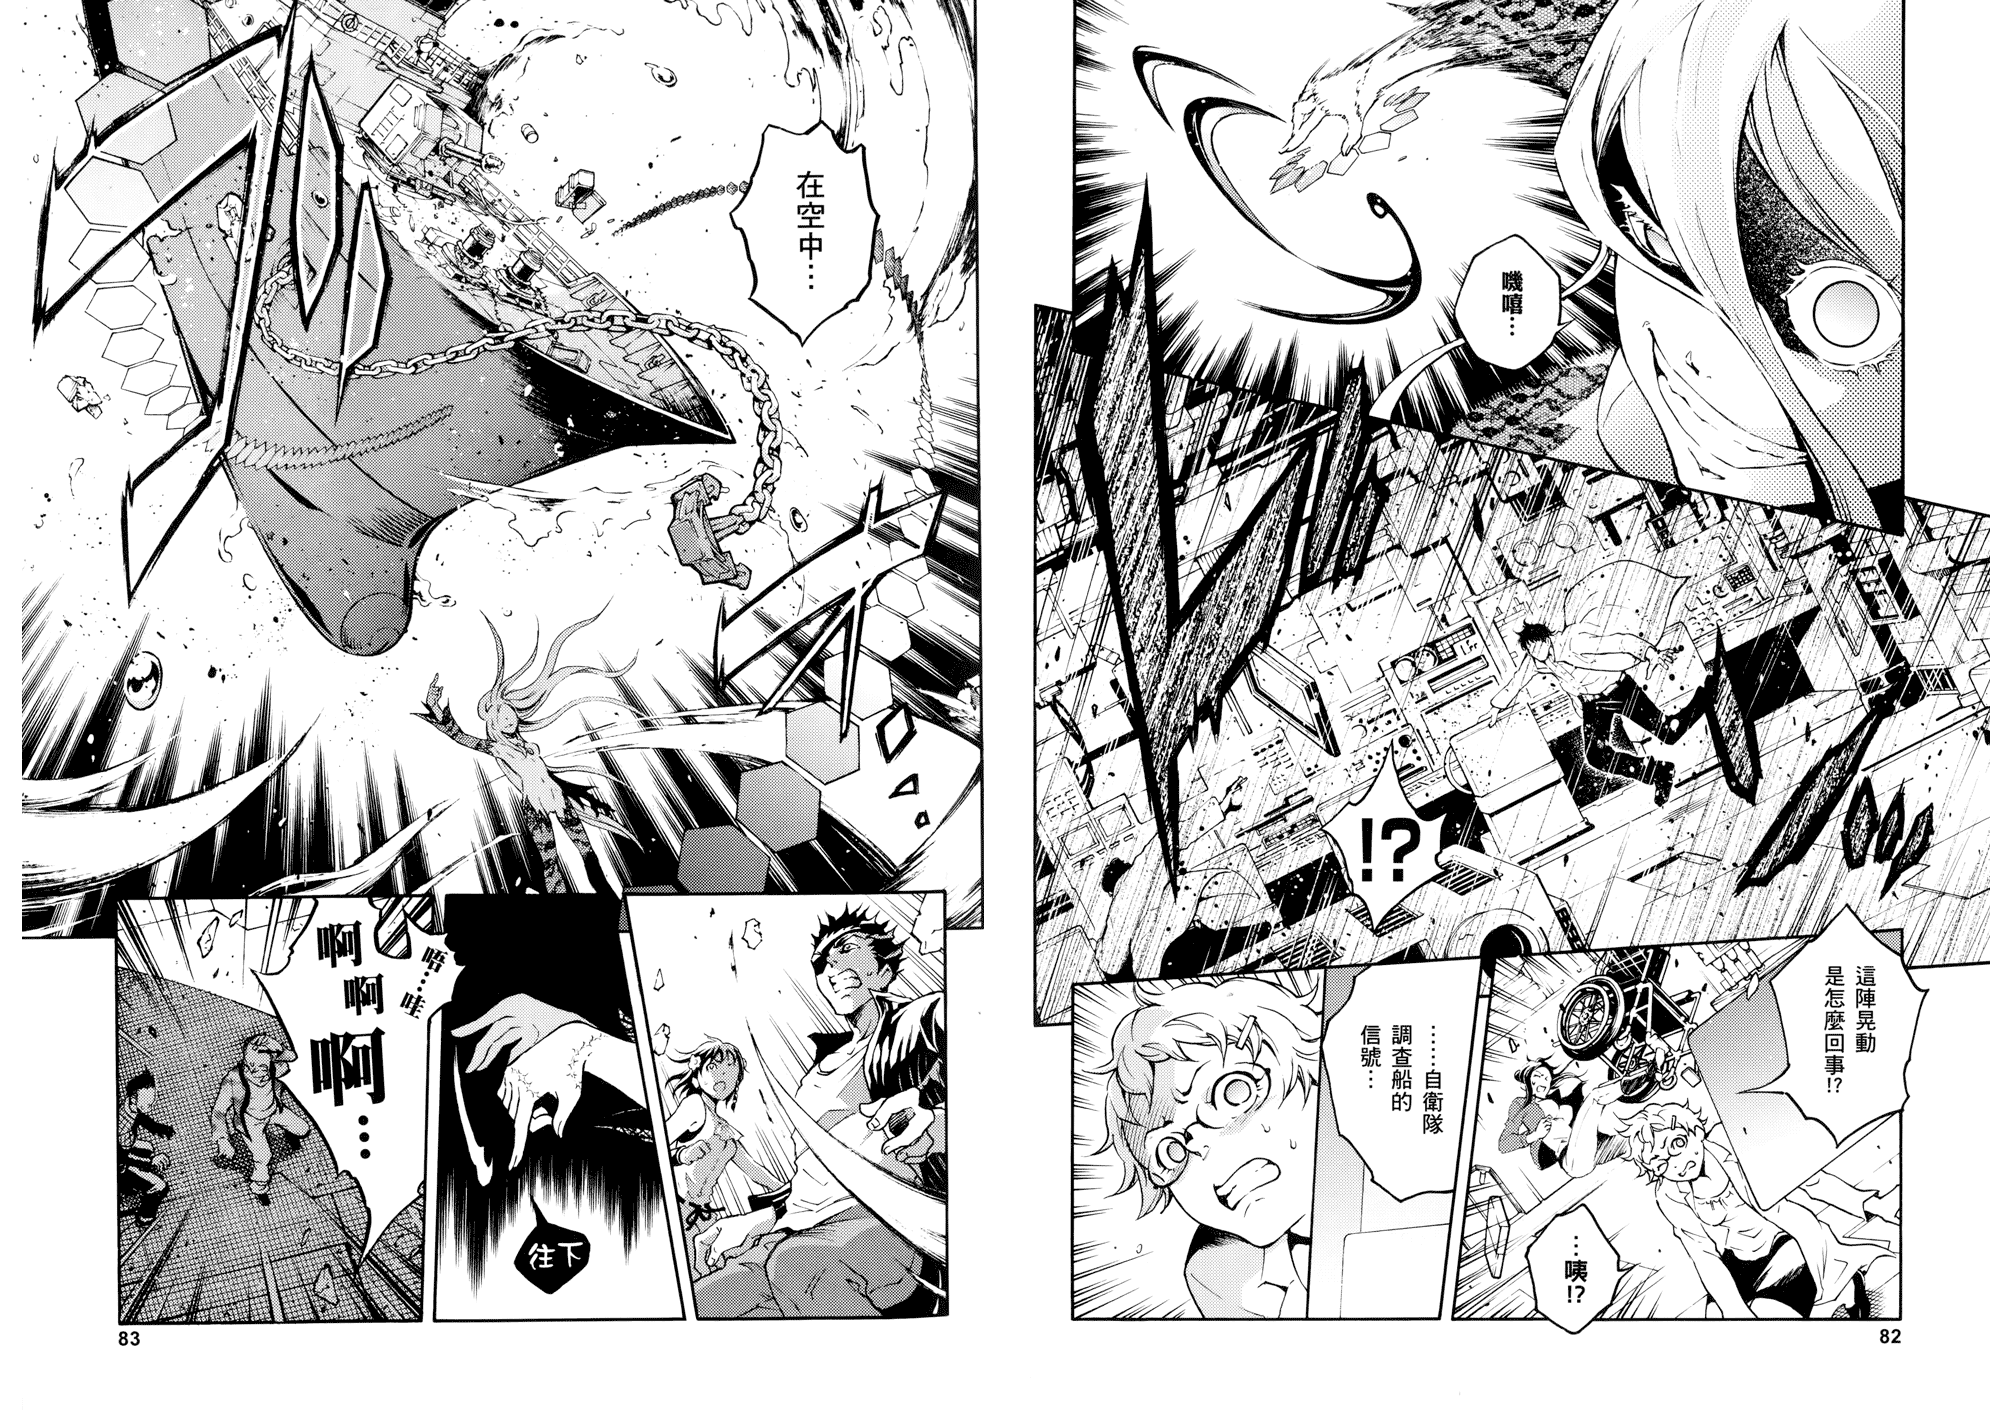 嘰嘻…
!?
這陣晃動
是怎麼回事!?
…咦!?
……自衛隊
調查船的
信號…
82
在空中…
往下
唔…哇
啊
啊
啊…
83